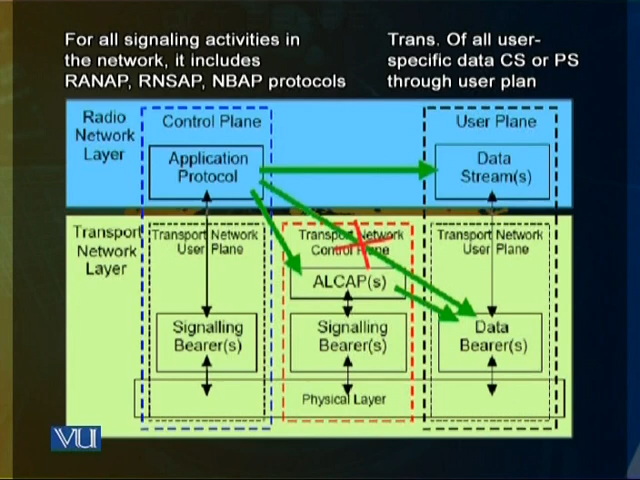 For all signaling activities in
the network, it includes
RANAP, RNSAP, NBAP protocols
Trans. Of all user-
specific data CS or PS
through user plan
Radio
Network
Layer
Control Plane
User Plane
Application
Protocol
Data
Stream(s)
Transport
Network
Layer
Transport Network
User Plane
Transport Network
Control Plane
Transport Network
User Plane
ALCAP(s)
Signalling
Bearer(s)
Signalling
Bearer(s)
Data
Bearer(s)
Physical Layer
VU